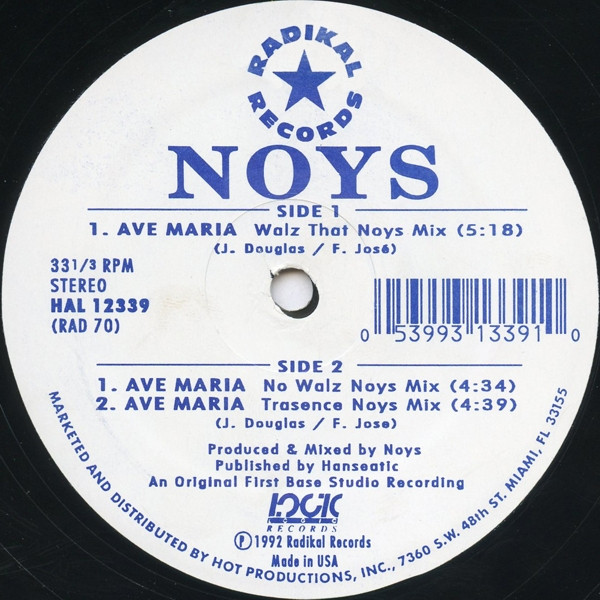 RADIKAL
RECORDS
NOYS
SIDE 1
1. AVE MARIA Walz That Noys Mix (5:18)
(J. Douglas / F. José)
33 1/3 RPM
STEREO
HAL 12339
(RAD 70)
0 53993 13391 0
SIDE 2
1. AVE MARIA No Walz Noys Mix (4:34)
2. AVE MARIA Trasence Noys Mix (4:39)
(J. Douglas / F. Jose)
Produced & Mixed by Noys
Published by Hanseatic
An Original First Base Studio Recording
LOGIC
LOGIC
RECORDS
Ⓟ 1992 Radikal Records
Made in USA
MARKETED AND DISTRIBUTED BY HOT PRODUCTIONS, INC., 7360 S.W. 48th ST. MIAMI, FL 33155